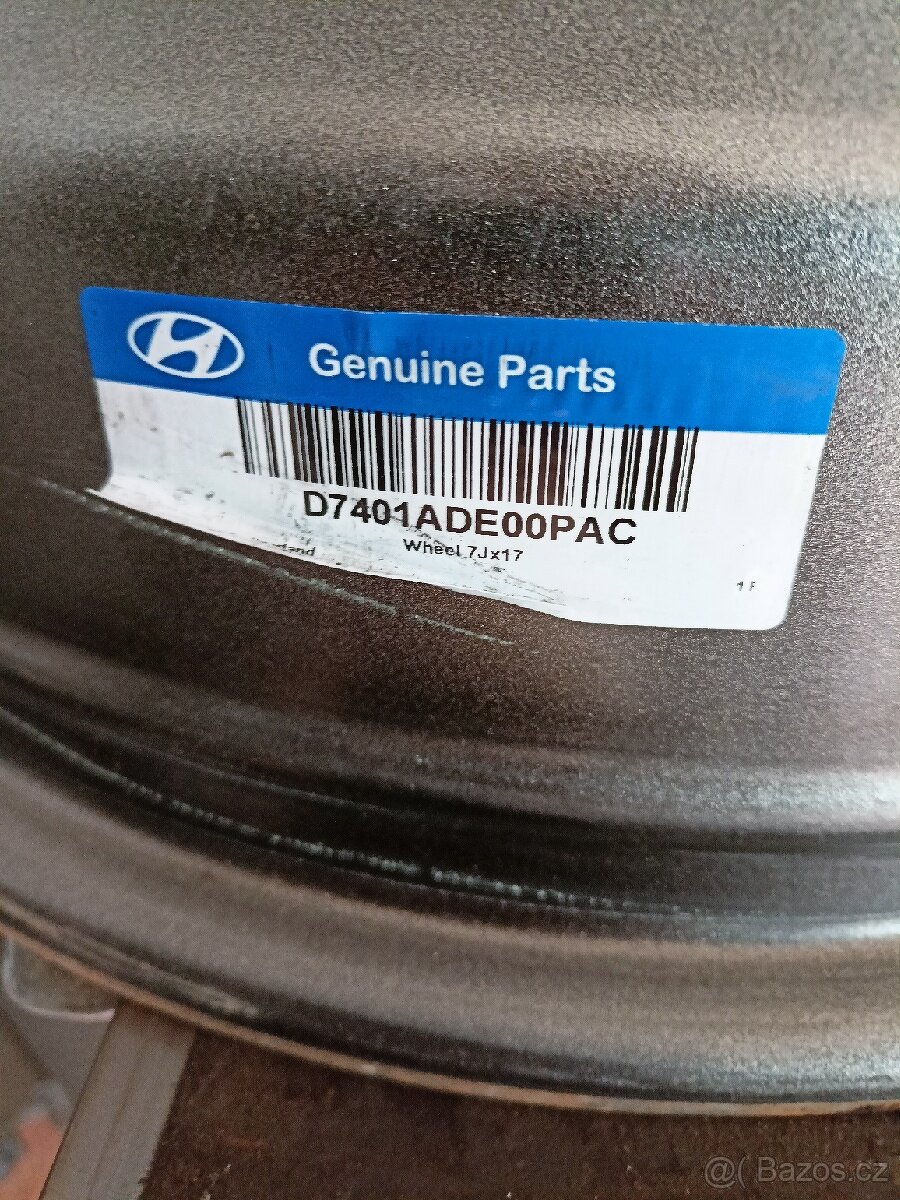 Genuine Parts
D7401ADE00PAC
Wheel 7Jx17
@( Bazos.cz